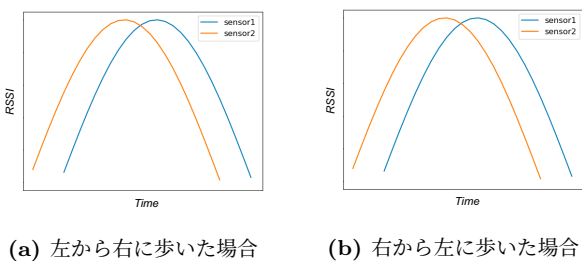 sensor1
sensor2
RSSI
Time
(a) 左から右に歩いた場合
sensor1
sensor2
RSSI
Time
(b) 右から左に歩いた場合